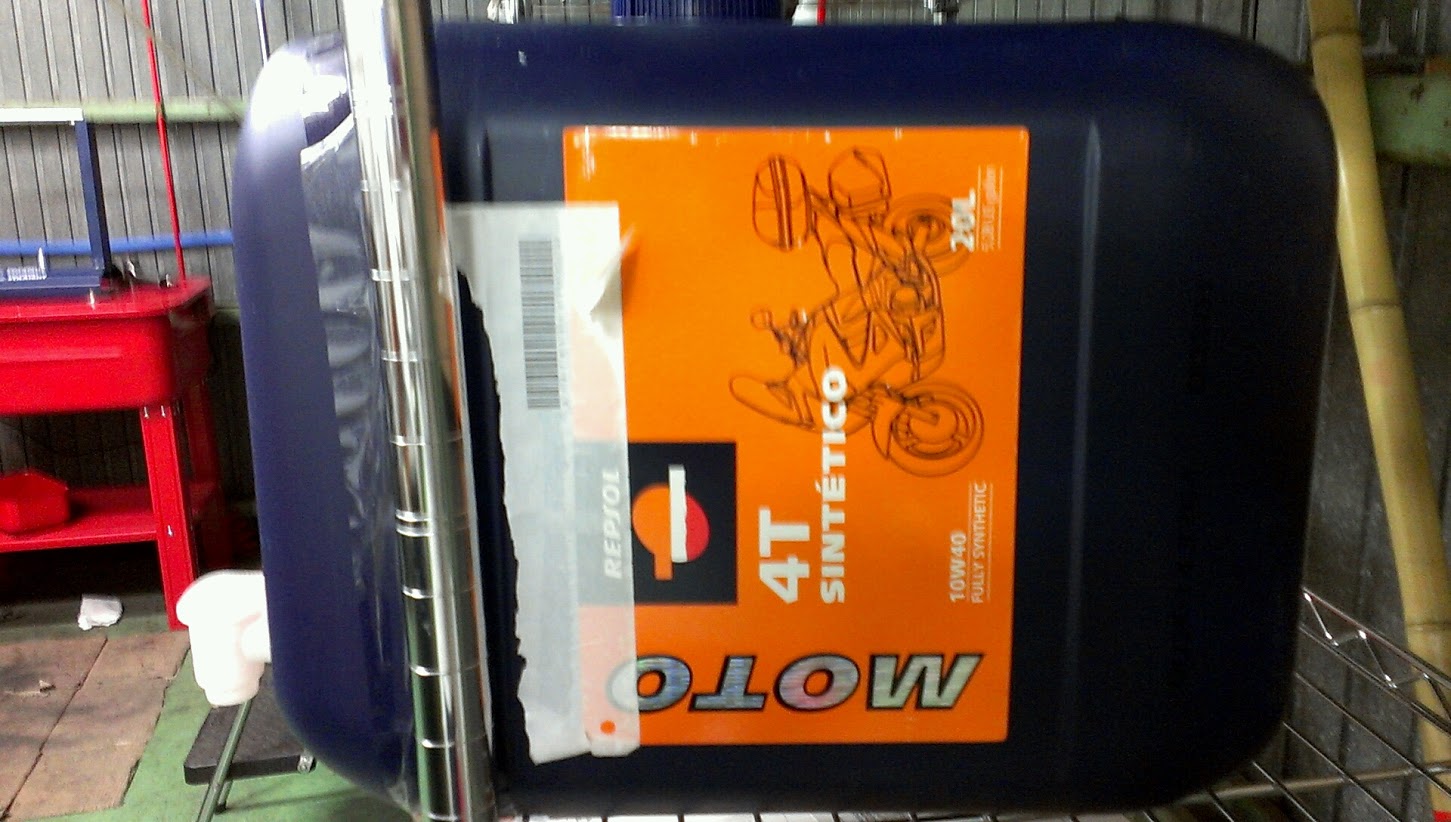 REPSOL
4T
SINTÉTICO
10W40
FULLY SYNTHETIC
20L
MOTO